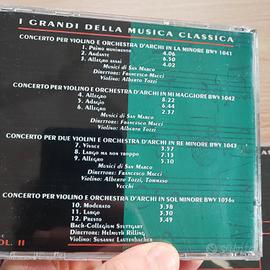 I GRANDI DELLA MUSICA CLASSICA
CONCERTO PER VIOLINO E ORCHESTRA D'ARCHI IN LA MINORE BWV 1041
1. Primo movimento 4.06
2. Andante 6.50
3. Allegro assai 4.02
Musici di San Marco
Direttore: Francesco Macci
Violino: Alberto Tozzi
CONCERTO PER VIOLINO E ORCHESTRA D'ARCHI IN MI MAGGIORE BWV 1042
4. Allegro 8.22
5. Adagio 6.44
6. Allegro 2.37
Musici di San Marco
Direttore: Francesco Macci
Violino: Alberto Tozzi
CONCERTO PER DUE VIOLINI E ORCHESTRA D'ARCHI IN RE MINORE BWV 1043
7. Vivace 3.57
8. Largo ma non troppo 7.13
9. Allegro 5.10
Musici di San Marco
Direttore: Francesco Macci
Violino: Alberto Tozzi, Tommaso
Vecchi
CONCERTO PER VIOLINO E ORCHESTRA D'ARCHI IN SOL MINORE BWV 1056a
10. Moderato 3.38
11. Largo 3.30
12. Presto 3.49
Bach-Collegium Stuttgart
Direttore: Helmuth Rilling
Violino: Susanne Lautenbacher
OL. II